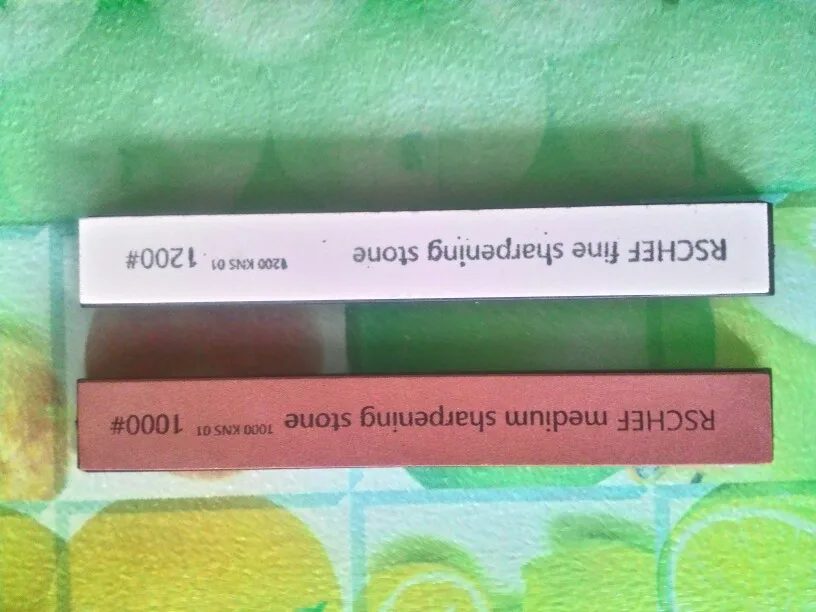 RSCHEF medium sharpening stone 1000 KNS 01 1000#
RSCHEF fine sharpening stone 1200 KNS 01 1200#